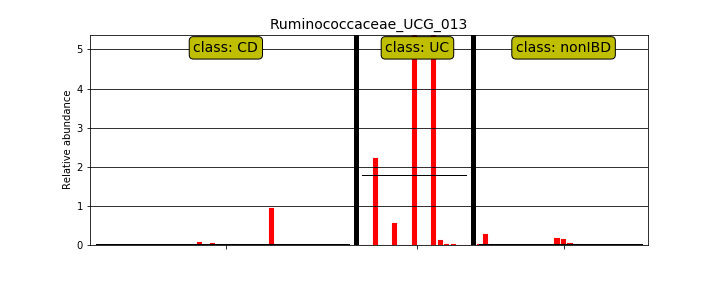 Ruminococcaceae_UCG_013
class: CD
class: UC
class: nonIBD
Relative abundance
5
4
3
2
1
0